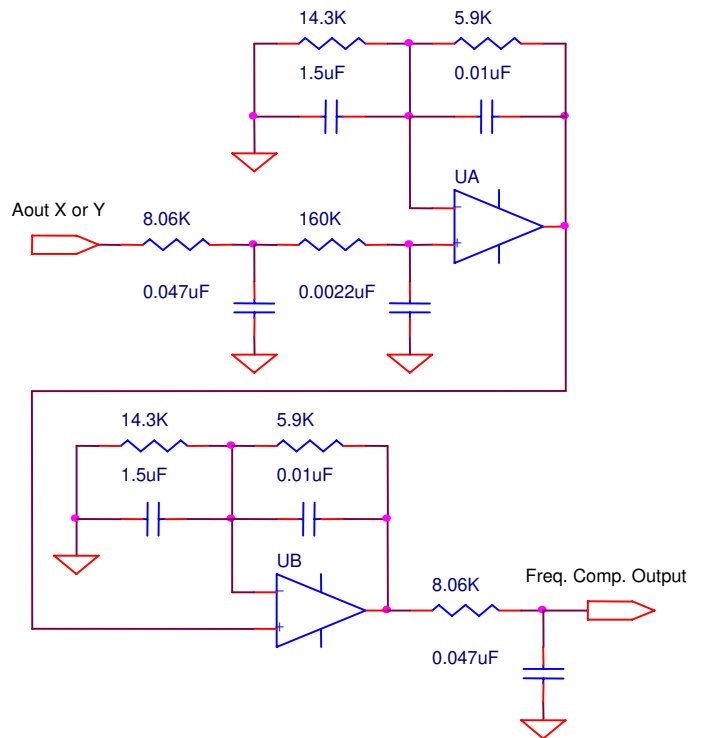 14.3K 5.9K
1.5uF 0.01uF
UA
Aout X or Y
8.06K 160K
0.047uF 0.0022uF
14.3K 5.9K
1.5uF 0.01uF
UB
Freq. Comp. Output
8.06K
0.047uF